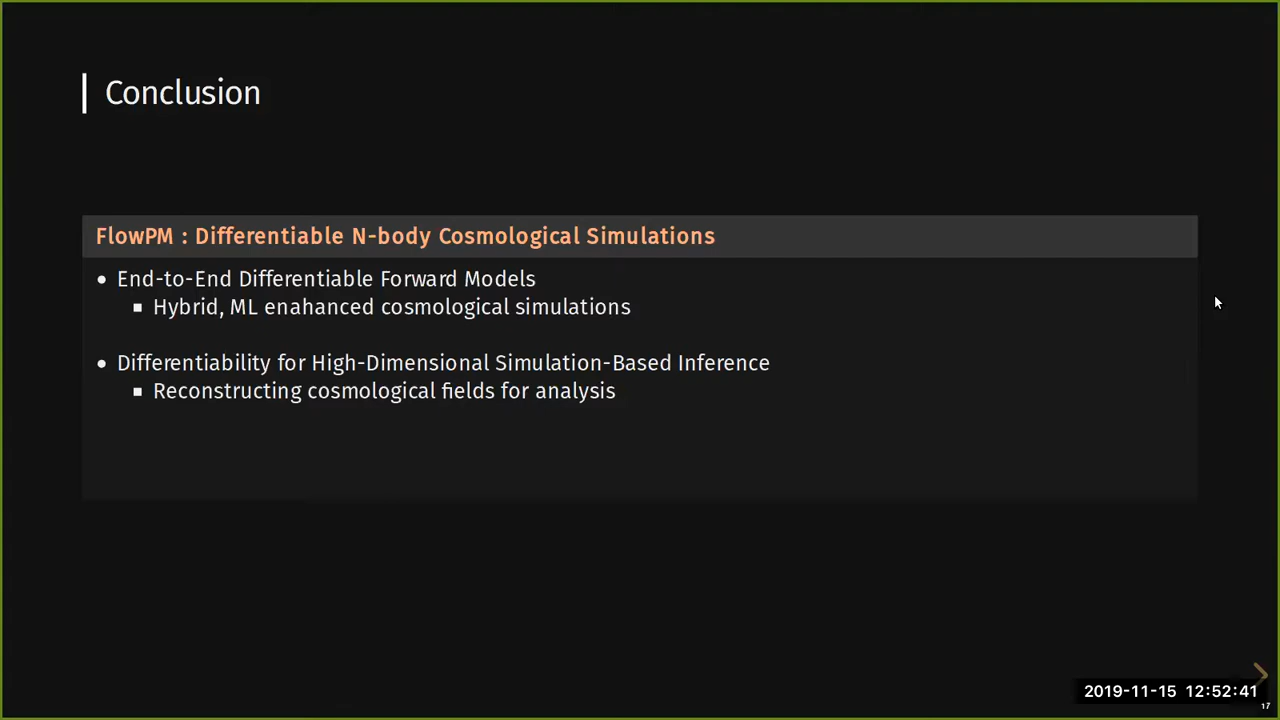 Conclusion
FlowPM : Differentiable N-body Cosmological Simulations
• End-to-End Differentiable Forward Models
▪ Hybrid, ML enahanced cosmological simulations
• Differentiability for High-Dimensional Simulation-Based Inference
▪ Reconstructing cosmological fields for analysis
2019-11-15 12:52:41
17